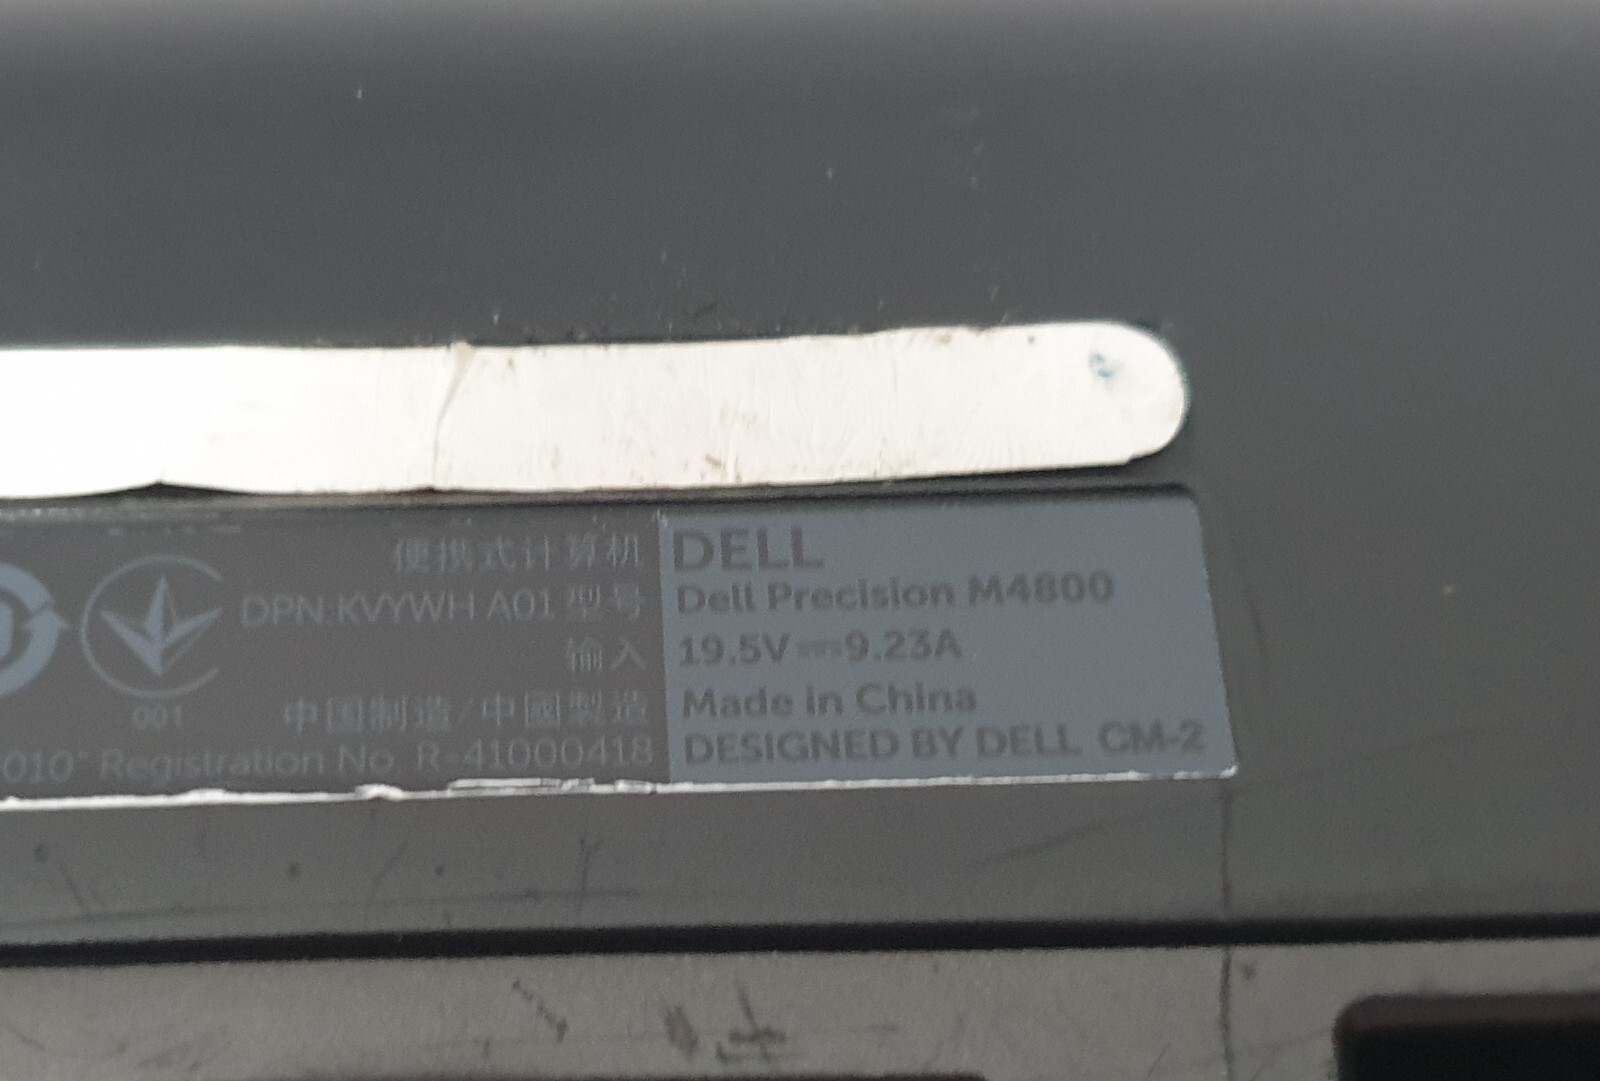 便携式计算机 DELL
DPN:KVYWH A01 型号 Dell Precision M4800
输入 19.5V⎓9.23A
001 中国制造/中國製造 Made in China
010" Registration No. R-41000418 DESIGNED BY DELL CM-2